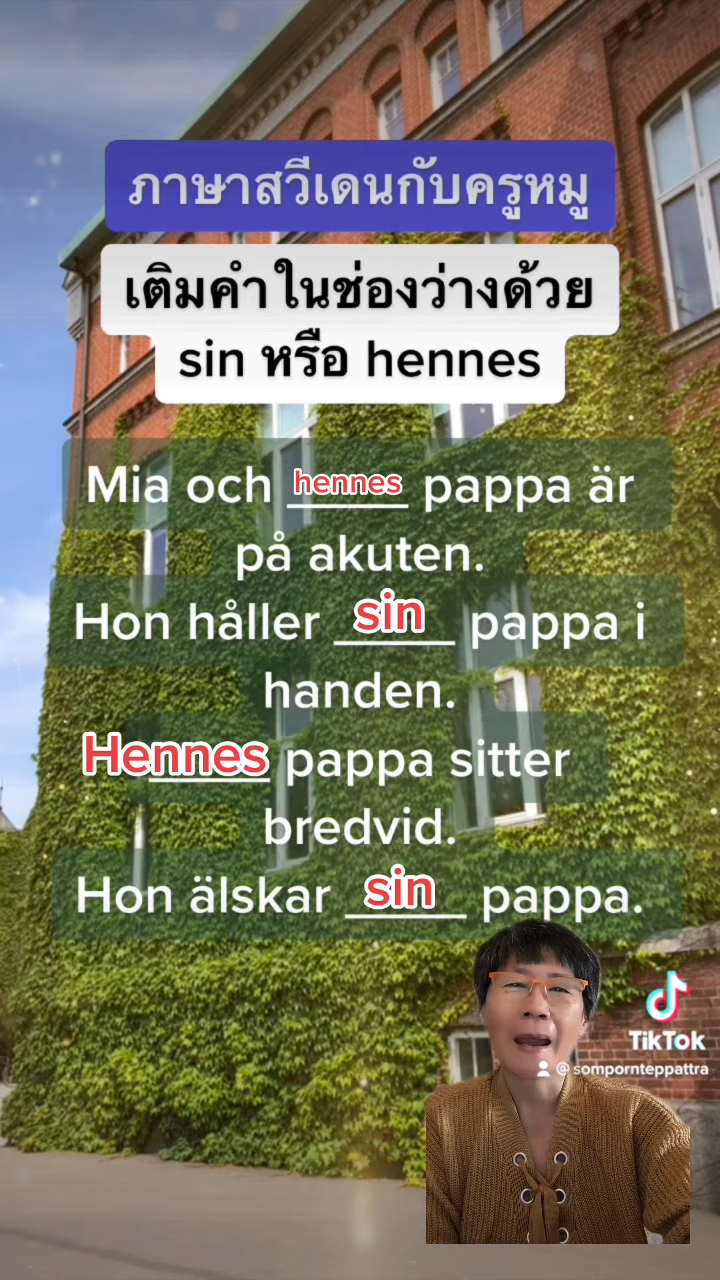 ภาษาสวีเดนกับครูหมู
เติมคำในช่องว่างด้วย
sin หรือ hennes
Mia och hennes pappa är
på akuten.
Hon håller sin pappa i
handen.
Hennes pappa sitter
bredvid.
Hon älskar sin pappa.
TikTok
@sompornteppattra